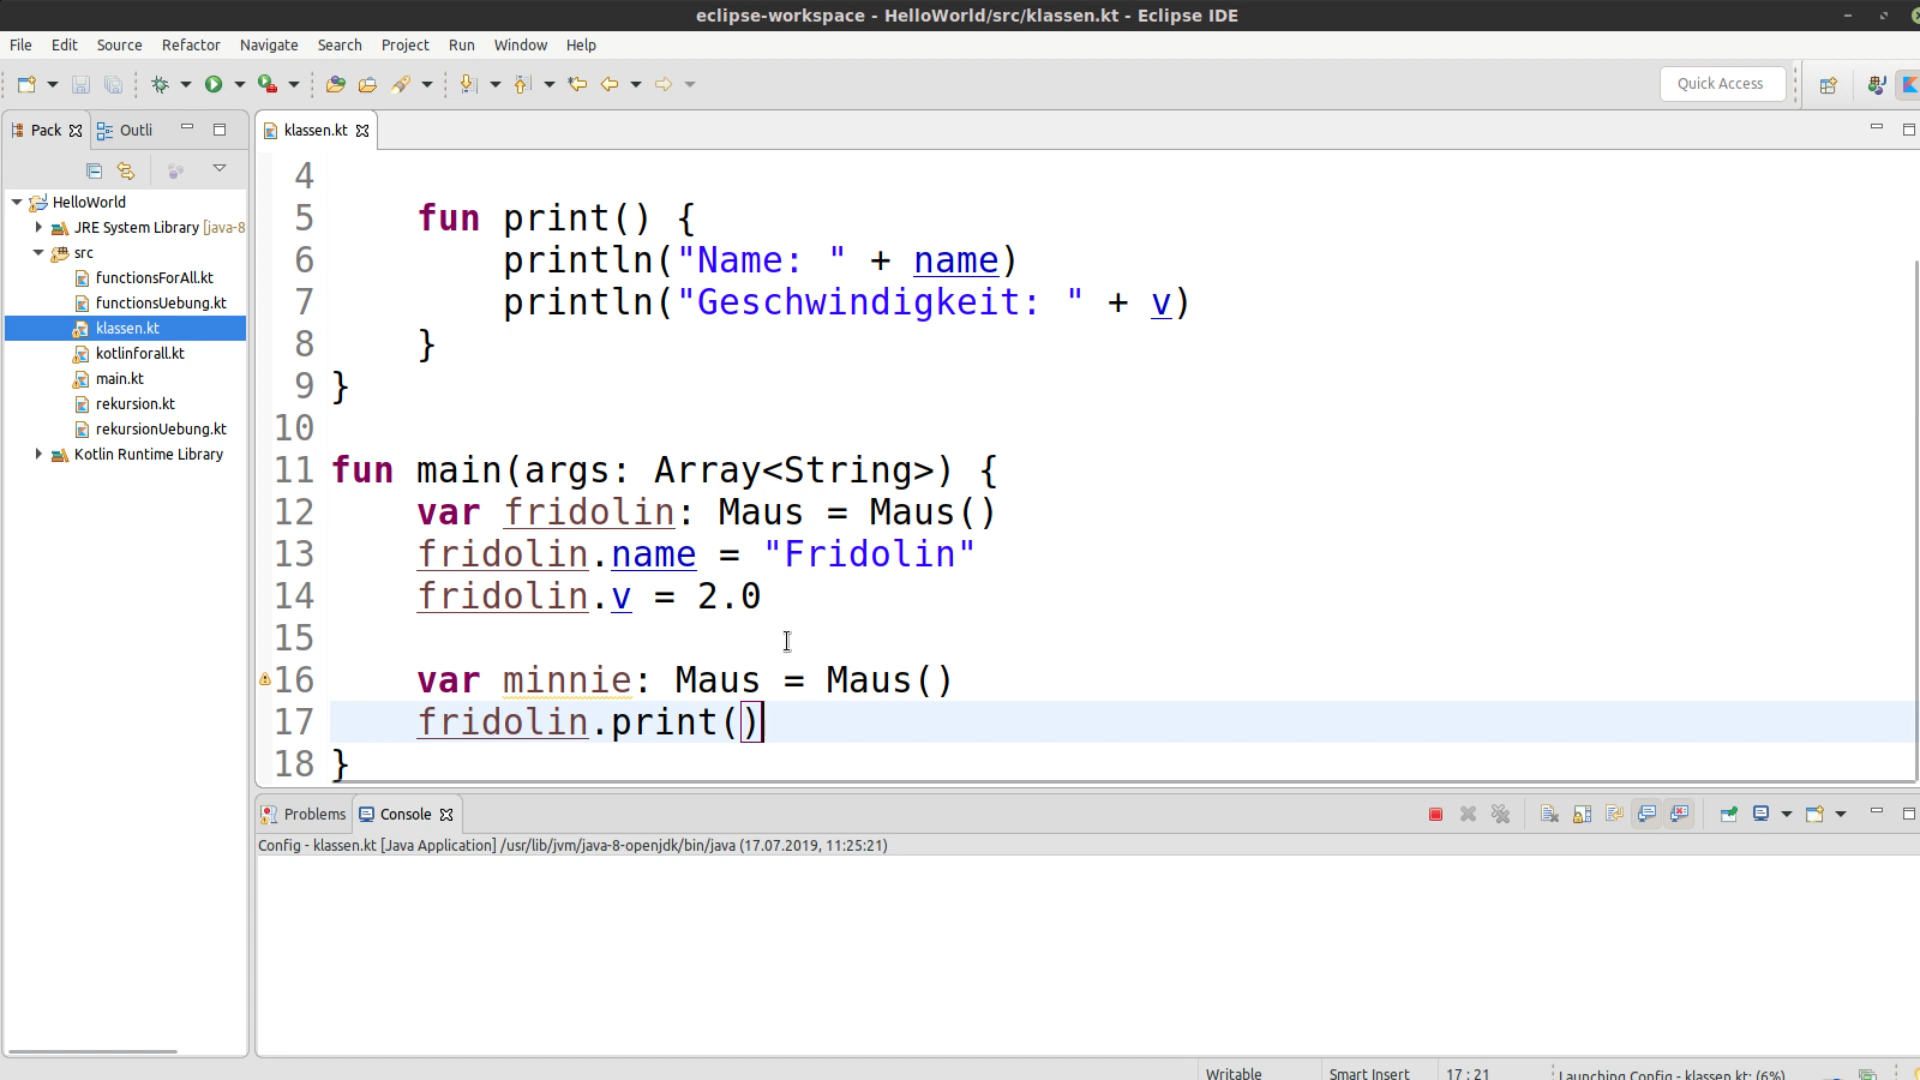 eclipse-workspace - HelloWorld/src/klassen.kt - Eclipse IDE
File Edit Source Refactor Navigate Search Project Run Window Help
Quick Access
Pack Outli
klassen.kt
HelloWorld
JRE System Library [java-8
src
functionsForAll.kt
functionsUebung.kt
klassen.kt
kotlinforall.kt
main.kt
rekursion.kt
rekursionUebung.kt
Kotlin Runtime Library
4
5 fun print() {
6 println("Name: " + name)
7 println("Geschwindigkeit: " + v)
8 }
9 }
10
11 fun main(args: Array<String>) {
12 var fridolin: Maus = Maus()
13 fridolin.name = "Fridolin"
14 fridolin.v = 2.0
15
16 var minnie: Maus = Maus()
17 fridolin.print()
18 }
Problems Console
Config - klassen.kt [Java Application] /usr/lib/jvm/java-8-openjdk/bin/java (17.07.2019, 11:25:21)
Writable Smart Insert 17 : 21 Launching Config - klassen.kt: (6%)